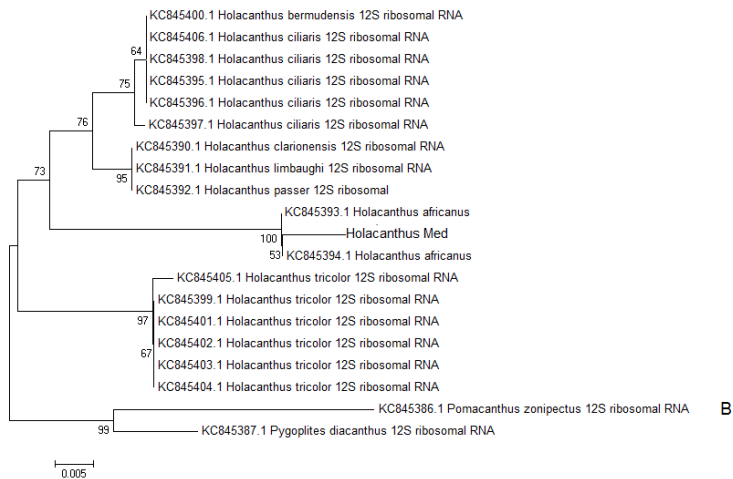 KC845400.1 Holacanthus bermudensis 12S ribosomal RNA
KC845406.1 Holacanthus ciliaris 12S ribosomal RNA
64
KC845398.1 Holacanthus ciliaris 12S ribosomal RNA
75
KC845395.1 Holacanthus ciliaris 12S ribosomal RNA
KC845396.1 Holacanthus ciliaris 12S ribosomal RNA
76
KC845397.1 Holacanthus ciliaris 12S ribosomal RNA
KC845390.1 Holacanthus clarionensis 12S ribosomal RNA
73
KC845391.1 Holacanthus limbaughi 12S ribosomal RNA
95
KC845392.1 Holacanthus passer 12S ribosomal
KC845393.1 Holacanthus africanus
100
Holacanthus Med
53
KC845394.1 Holacanthus africanus
KC845405.1 Holacanthus tricolor 12S ribosomal RNA
KC845399.1 Holacanthus tricolor 12S ribosomal RNA
97
KC845401.1 Holacanthus tricolor 12S ribosomal RNA
KC845402.1 Holacanthus tricolor 12S ribosomal RNA
67
KC845403.1 Holacanthus tricolor 12S ribosomal RNA
KC845404.1 Holacanthus tricolor 12S ribosomal RNA
KC845386.1 Pomacanthus zonipectus 12S ribosomal RNA
B
99
KC845387.1 Pygoplites diacanthus 12S ribosomal RNA
0.005